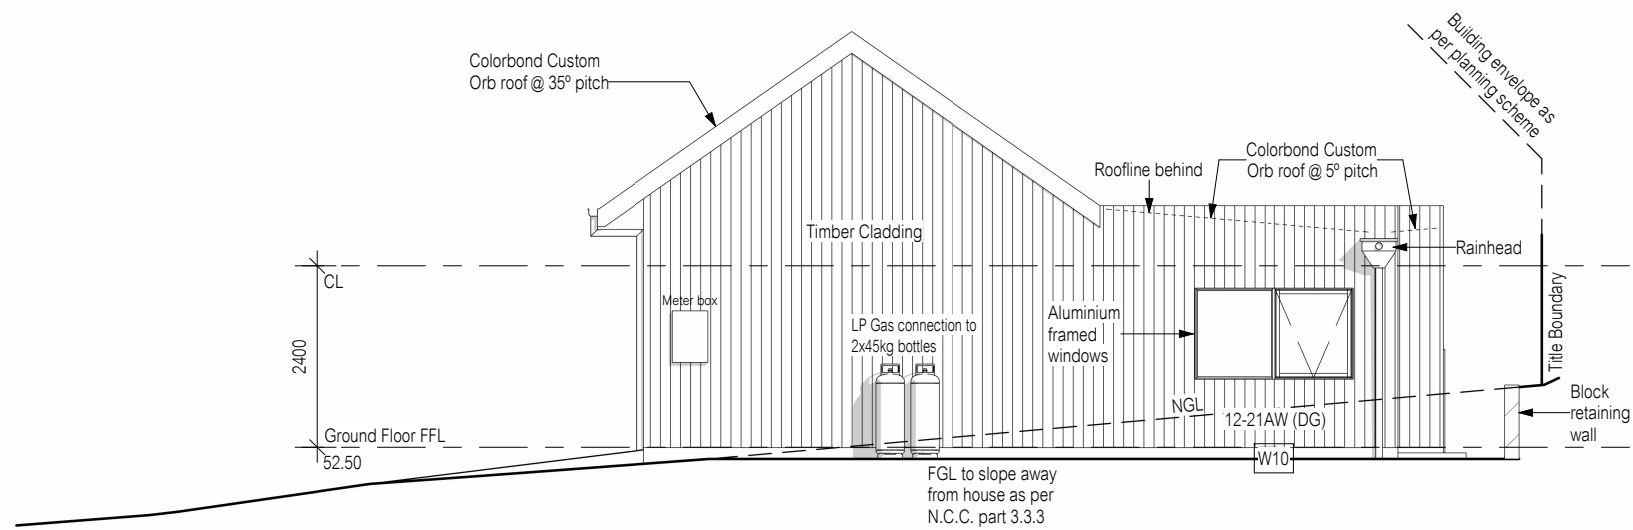 Building envelope as
per planning scheme
Colorbond Custom
Orb roof @ 35º pitch
Colorbond Custom
Orb roof @ 5º pitch
Roofline behind
Timber Cladding
Rainhead
CL
Meter box
Title Boundary
Aluminium
framed
windows
LP Gas connection to
2x45kg bottles
2400
NGL
12-21AW (DG)
Block
retaining
wall
Ground Floor FFL
52.50
W10
FGL to slope away
from house as per
N.C.C. part 3.3.3